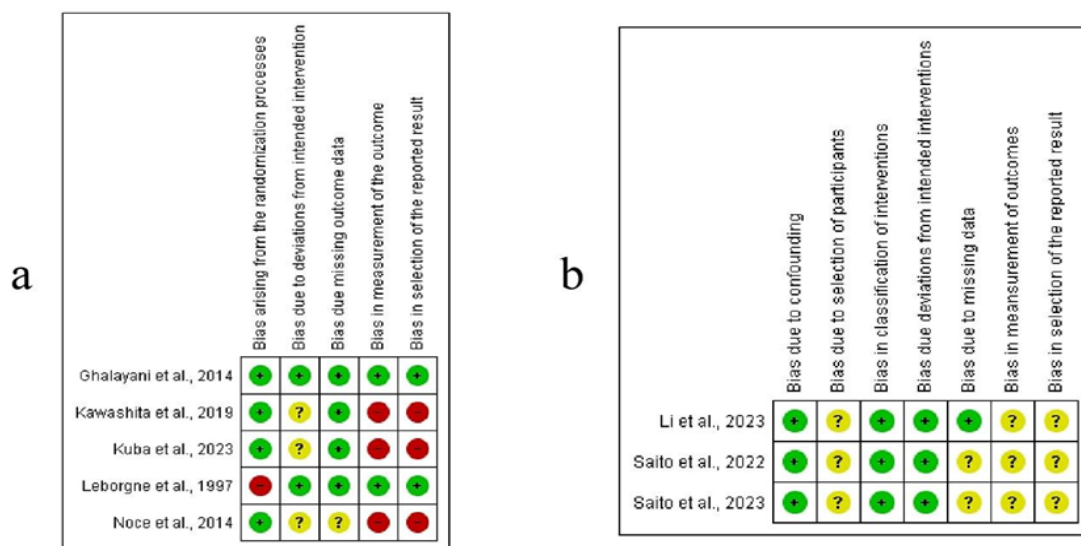 a
Bias arising from the randomization processes
Bias due to deviations from intended intervention
Bias due missing outcome data
Bias in measurement of the outcome
Bias in selection of the reported result
Ghalayani et al., 2014
+ + + + +
Kawashita et al., 2019
+ ? + - -
Kuba et al., 2023
+ ? + - -
Leborgne et al., 1997
- + + + +
Noce et al., 2014
+ ? ? - -
b
Bias due to confounding
Bias due to selection of participants
Bias in classification of interventions
Bias due deviations from intended interventions
Bias due to missing data
Bias in meansurement of outcomes
Bias in selection of the reported result
Li et al., 2023
+ ? + + + ? ?
Saito et al., 2022
+ ? + + ? ? ?
Saito et al., 2023
+ ? + + ? ? ?